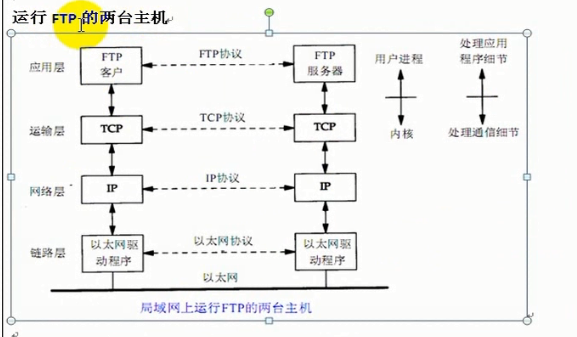 运行 FTP 的两台主机
应用层
FTP
客户
FTP协议
FTP
服务器
用户进程
处理应用
程序细节
运输层
TCP
TCP协议
TCP
内核
处理通信细节
网络层
IP
IP协议
IP
链路层
以太网驱
动程序
以太网协议
以太网驱
动程序
以太网
局域网上运行FTP的两台主机